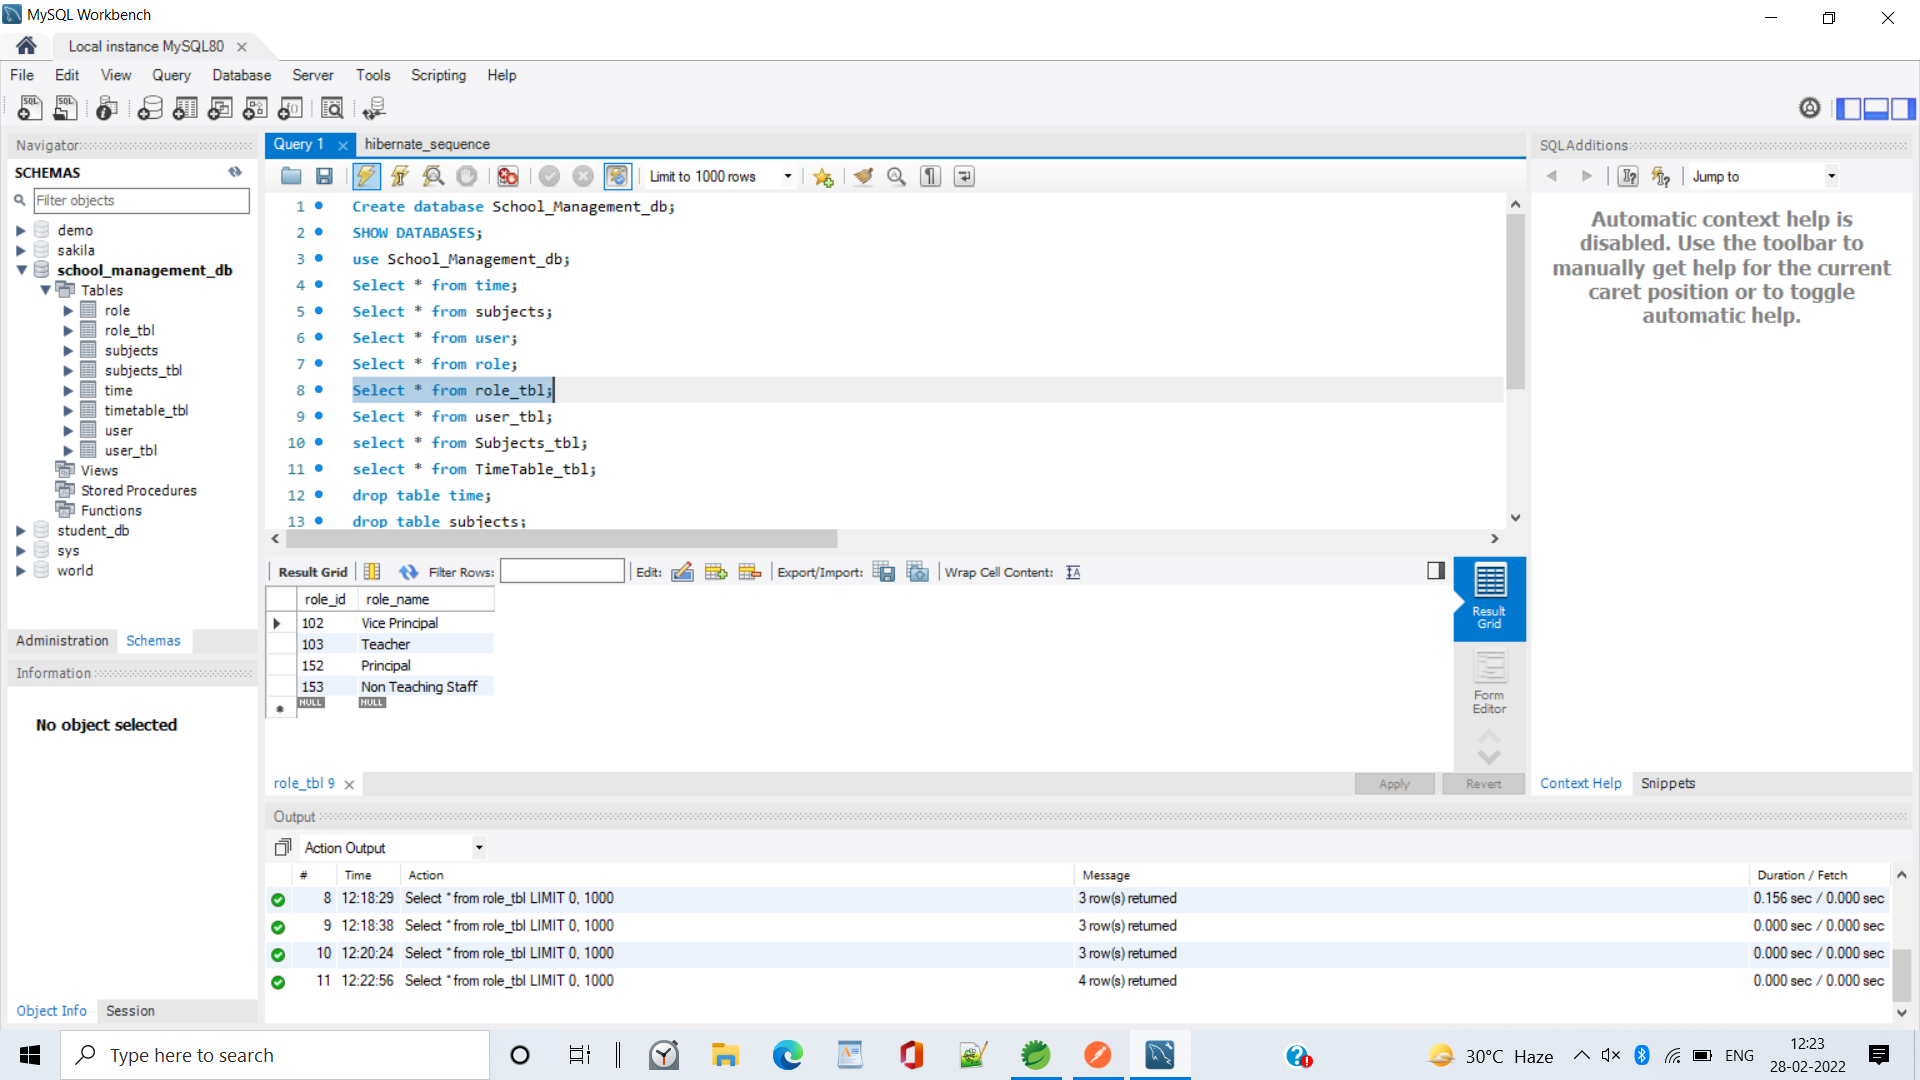 MySQL Workbench
Local instance MySQL80
File Edit View Query Database Server Tools Scripting Help
Navigator
SCHEMAS
Filter objects
demo
sakila
school_management_db
Tables
role
role_tbl
subjects
subjects_tbl
time
timetable_tbl
user
user_tbl
Views
Stored Procedures
Functions
student_db
sys
world
Administration Schemas
Information
No object selected
Object Info Session
Query 1 hibernate_sequence
Limit to 1000 rows
1 Create database School_Management_db;
2 SHOW DATABASES;
3 use School_Management_db;
4 Select * from time;
5 Select * from subjects;
6 Select * from user;
7 Select * from role;
8 Select * from role_tbl;
9 Select * from user_tbl;
10 select * from Subjects_tbl;
11 select * from TimeTable_tbl;
12 drop table time;
13 drop table subjects;
Result Grid Filter Rows: Edit: Export/Import: Wrap Cell Content:
role_id role_name
102 Vice Principal
103 Teacher
152 Principal
153 Non Teaching Staff
NULL NULL
Result
Grid
Form
Editor
role_tbl 9
Apply Revert
SQLAdditions
Jump to
Automatic context help is
disabled. Use the toolbar to
manually get help for the current
caret position or to toggle
automatic help.
Context Help Snippets
Output
Action Output
# Time Action Message Duration / Fetch
8 12:18:29 Select * from role_tbl LIMIT 0, 1000 3 row(s) returned 0.156 sec / 0.000 sec
9 12:18:38 Select * from role_tbl LIMIT 0, 1000 3 row(s) returned 0.000 sec / 0.000 sec
10 12:20:24 Select * from role_tbl LIMIT 0, 1000 3 row(s) returned 0.000 sec / 0.000 sec
11 12:22:56 Select * from role_tbl LIMIT 0, 1000 4 row(s) returned 0.000 sec / 0.000 sec
Type here to search
30°C Haze
ENG
12:23
28-02-2022